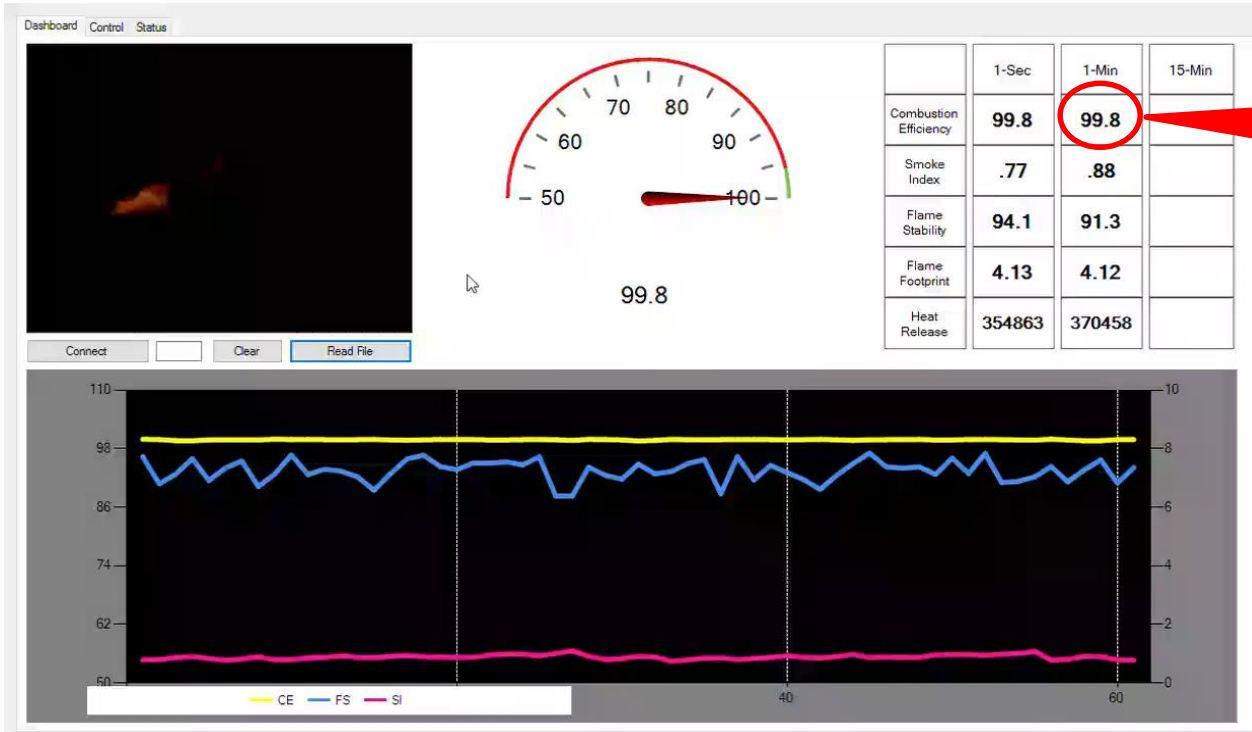 Dashboard Control Status
1-Sec 1-Min 15-Min
Combustion
Efficiency
99.8 99.8
Smoke
Index
.77 .88
Flame
Stability
94.1 91.3
Flame
Footprint
4.13 4.12
Heat
Release
354863 370458
50 60 70 80 90 100
99.8
Connect Clear Read File
110 10
98 8
86 6
74 4
62 2
50 0
40 60
CE FS SI